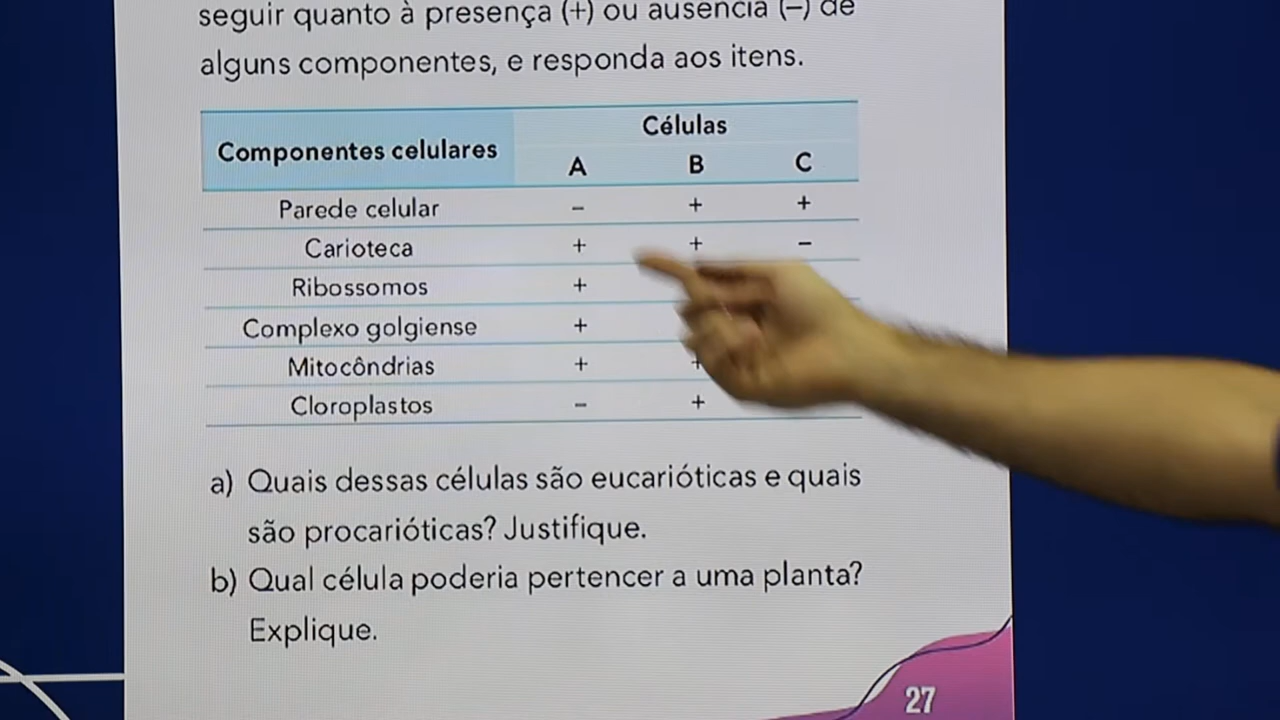 seguir quanto à presença (+) ou ausência (–) de
alguns componentes, e responda aos itens.
Componentes celulares
Células
A B C
Parede celular – + +
Carioteca + + –
Ribossomos +
Complexo golgiense +
Mitocôndrias + +
Cloroplastos – +
a) Quais dessas células são eucarióticas e quais
são procarióticas? Justifique.
b) Qual célula poderia pertencer a uma planta?
Explique.
27